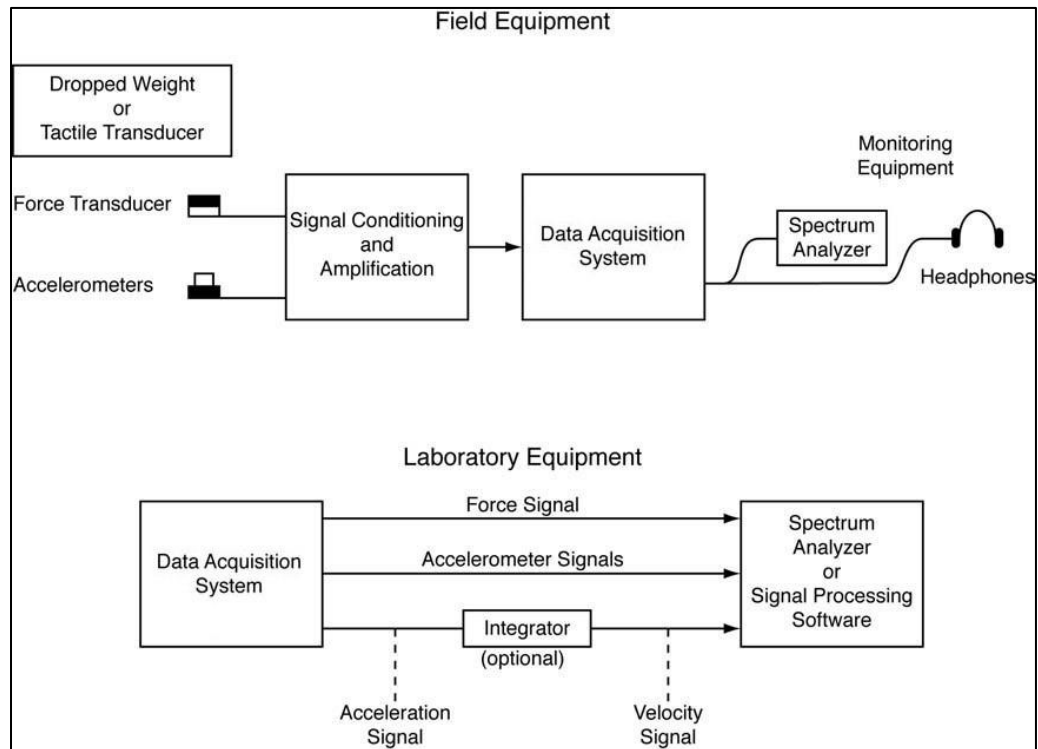 Field Equipment
Dropped Weight
or
Tactile Transducer
Monitoring
Equipment
Force Transducer
Signal Conditioning
and
Amplification
Data Acquisition
System
Spectrum
Analyzer
Accelerometers
Headphones
Laboratory Equipment
Data Acquisition
System
Force Signal
Accelerometer Signals
Integrator
(optional)
Spectrum
Analyzer
or
Signal Processing
Software
Acceleration
Signal
Velocity
Signal